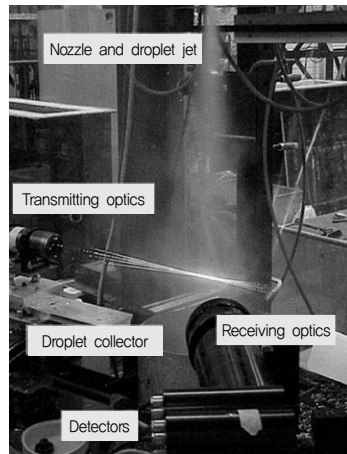 Nozzle and droplet jet
Transmitting optics
Receiving optics
Droplet collector
Detectors